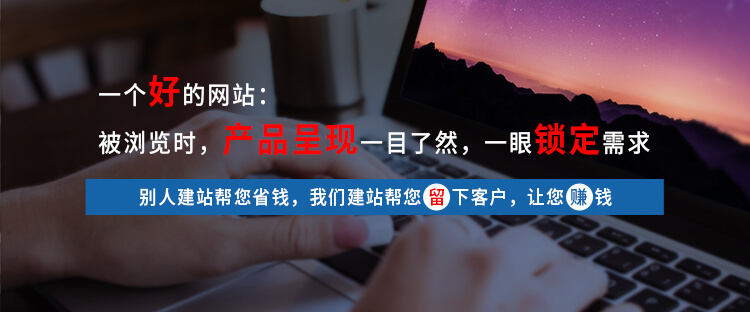 一个好的网站：
被浏览时，产品呈现一目了然，一眼锁定需求
别人建站帮您省钱，我们建站帮您留下客户，让您赚钱